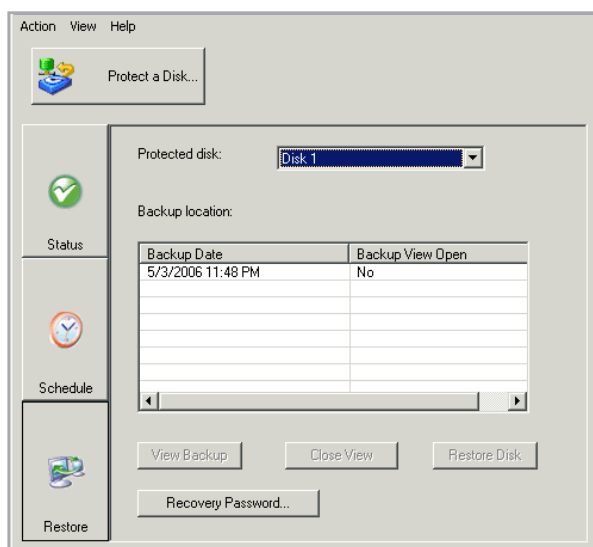 Action View Help
Protect a Disk...
Protected disk: Disk 1
Backup location:
Status
Backup Date Backup View Open
5/3/2006 11:48 PM No
Schedule
View Backup Close View Restore Disk
Recovery Password...
Restore